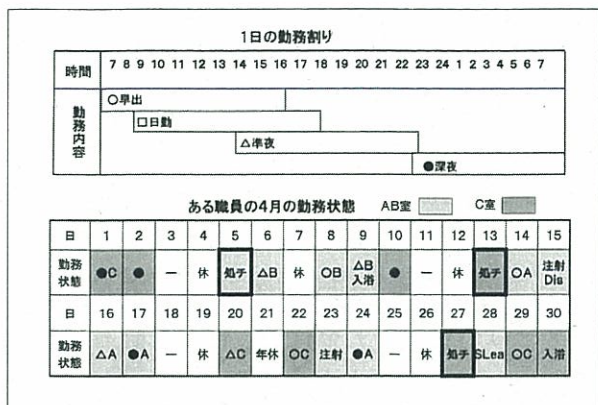 1日の勤務割り
時間 7 8 9 10 11 12 13 14 15 16 17 18 19 20 21 22 23 24 1 2 3 4 5 6 7
勤務内容
○早出
□日勤
△準夜
●深夜
ある職員の4月の勤務状態 AB室 C室
日 1 2 3 4 5 6 7 8 9 10 11 12 13 14 15
勤務状態 ●C ● － 休 処チ △B 休 ○B △B入浴 ● － 休 処チ ○A 注射Dis
日 16 17 18 19 20 21 22 23 24 25 26 27 28 29 30
勤務状態 △A ●A － 休 △C 年休 ○C 注射 ●A － 休 処チ SLea ○C 入浴